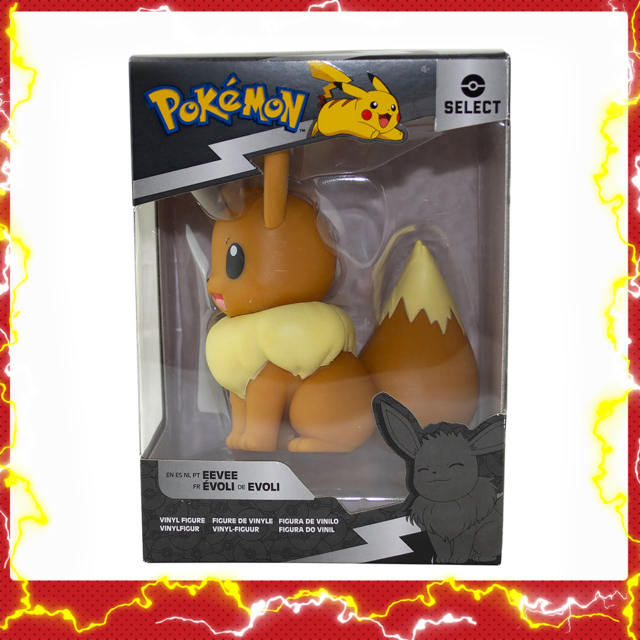 POKÉMON ™
SELECT
EN ES NL PT EEVEE
FR ÉVOLI DE EVOLI
VINYL FIGURE FIGURE DE VINYLE FIGURA DE VINILO
VINYLFIGUR VINYL-FIGUUR FIGURA DO VINIL